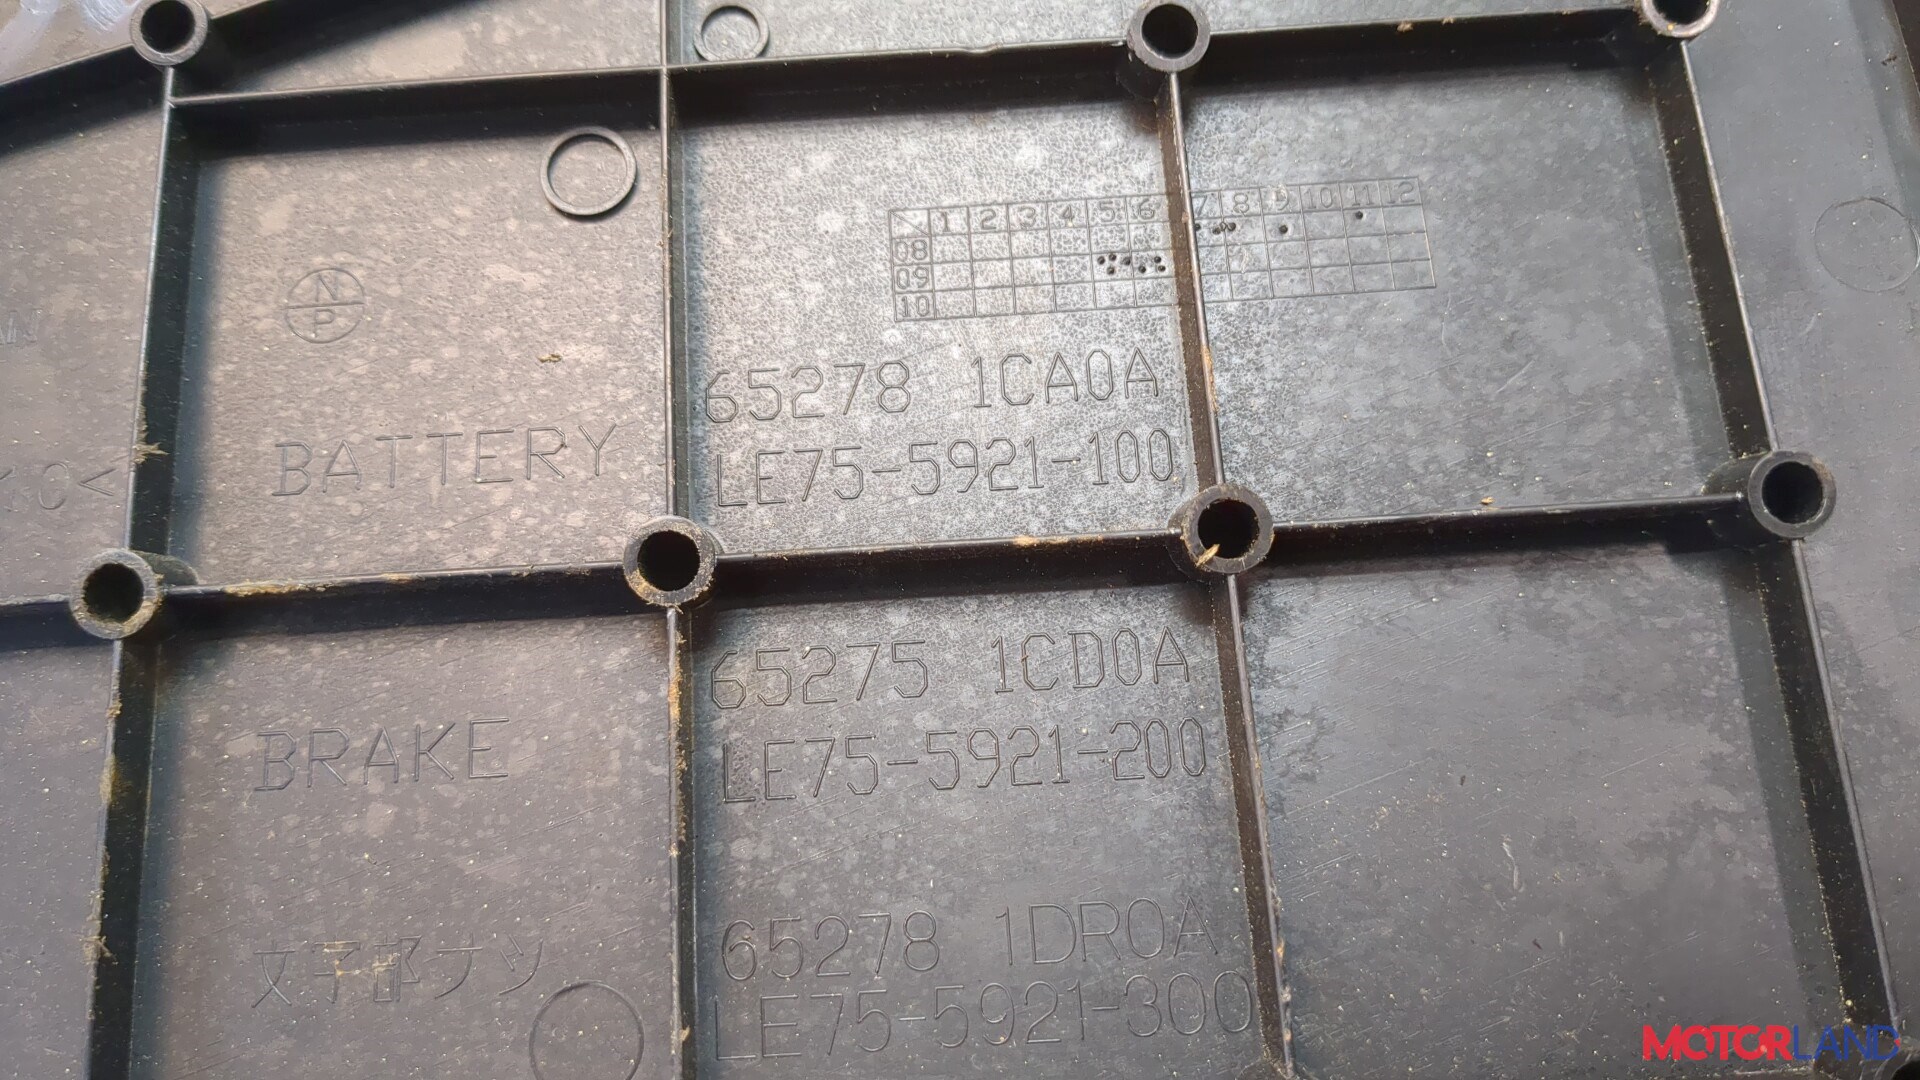 1 2 3 4 5 6 7 8 9 10 11 12
08
09
10
N
P
65278 1CA0A
BATTERY
LE75-5921-100
65275 1CD0A
BRAKE
LE75-5921-200
65278 1DR0A
文字部ナシ
LE75-5921-300
MOTORLAND